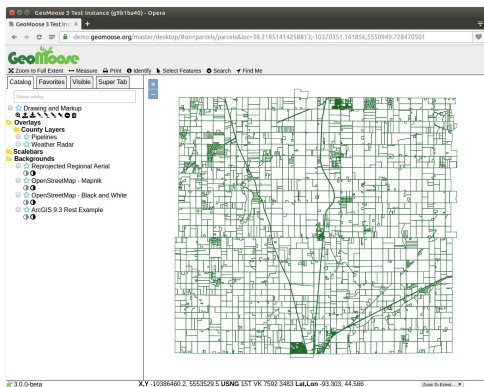 GeoMoose 3 Test Instance (g9b1ba40) - Opera
GeoMoose 3 Test Ins
demo.geomoose.org/master/desktop/#on=parcels/parcels&loc=38.21851414258813;-10370351.141856;5550949.728470501
GeoMoose
Zoom to Full Extent Measure Print Identify Select Features Search Find Me
Catalog Favorites Visible Super Tab
Search catalog
Drawing and Markup
Overlays
County Layers
Pipelines
Weather Radar
Scalebars
Backgrounds
Reprojected Regional Aerial
OpenStreetMap - Mapnik
OpenStreetMap - Black and White
ArcGIS 9.3 Rest Example
3.0.0-beta
X,Y -10386460.2, 5553529.5 USNG 15T VK 7592 3483 Lat,Lon -93.303, 44.566
Zoom To Extent...